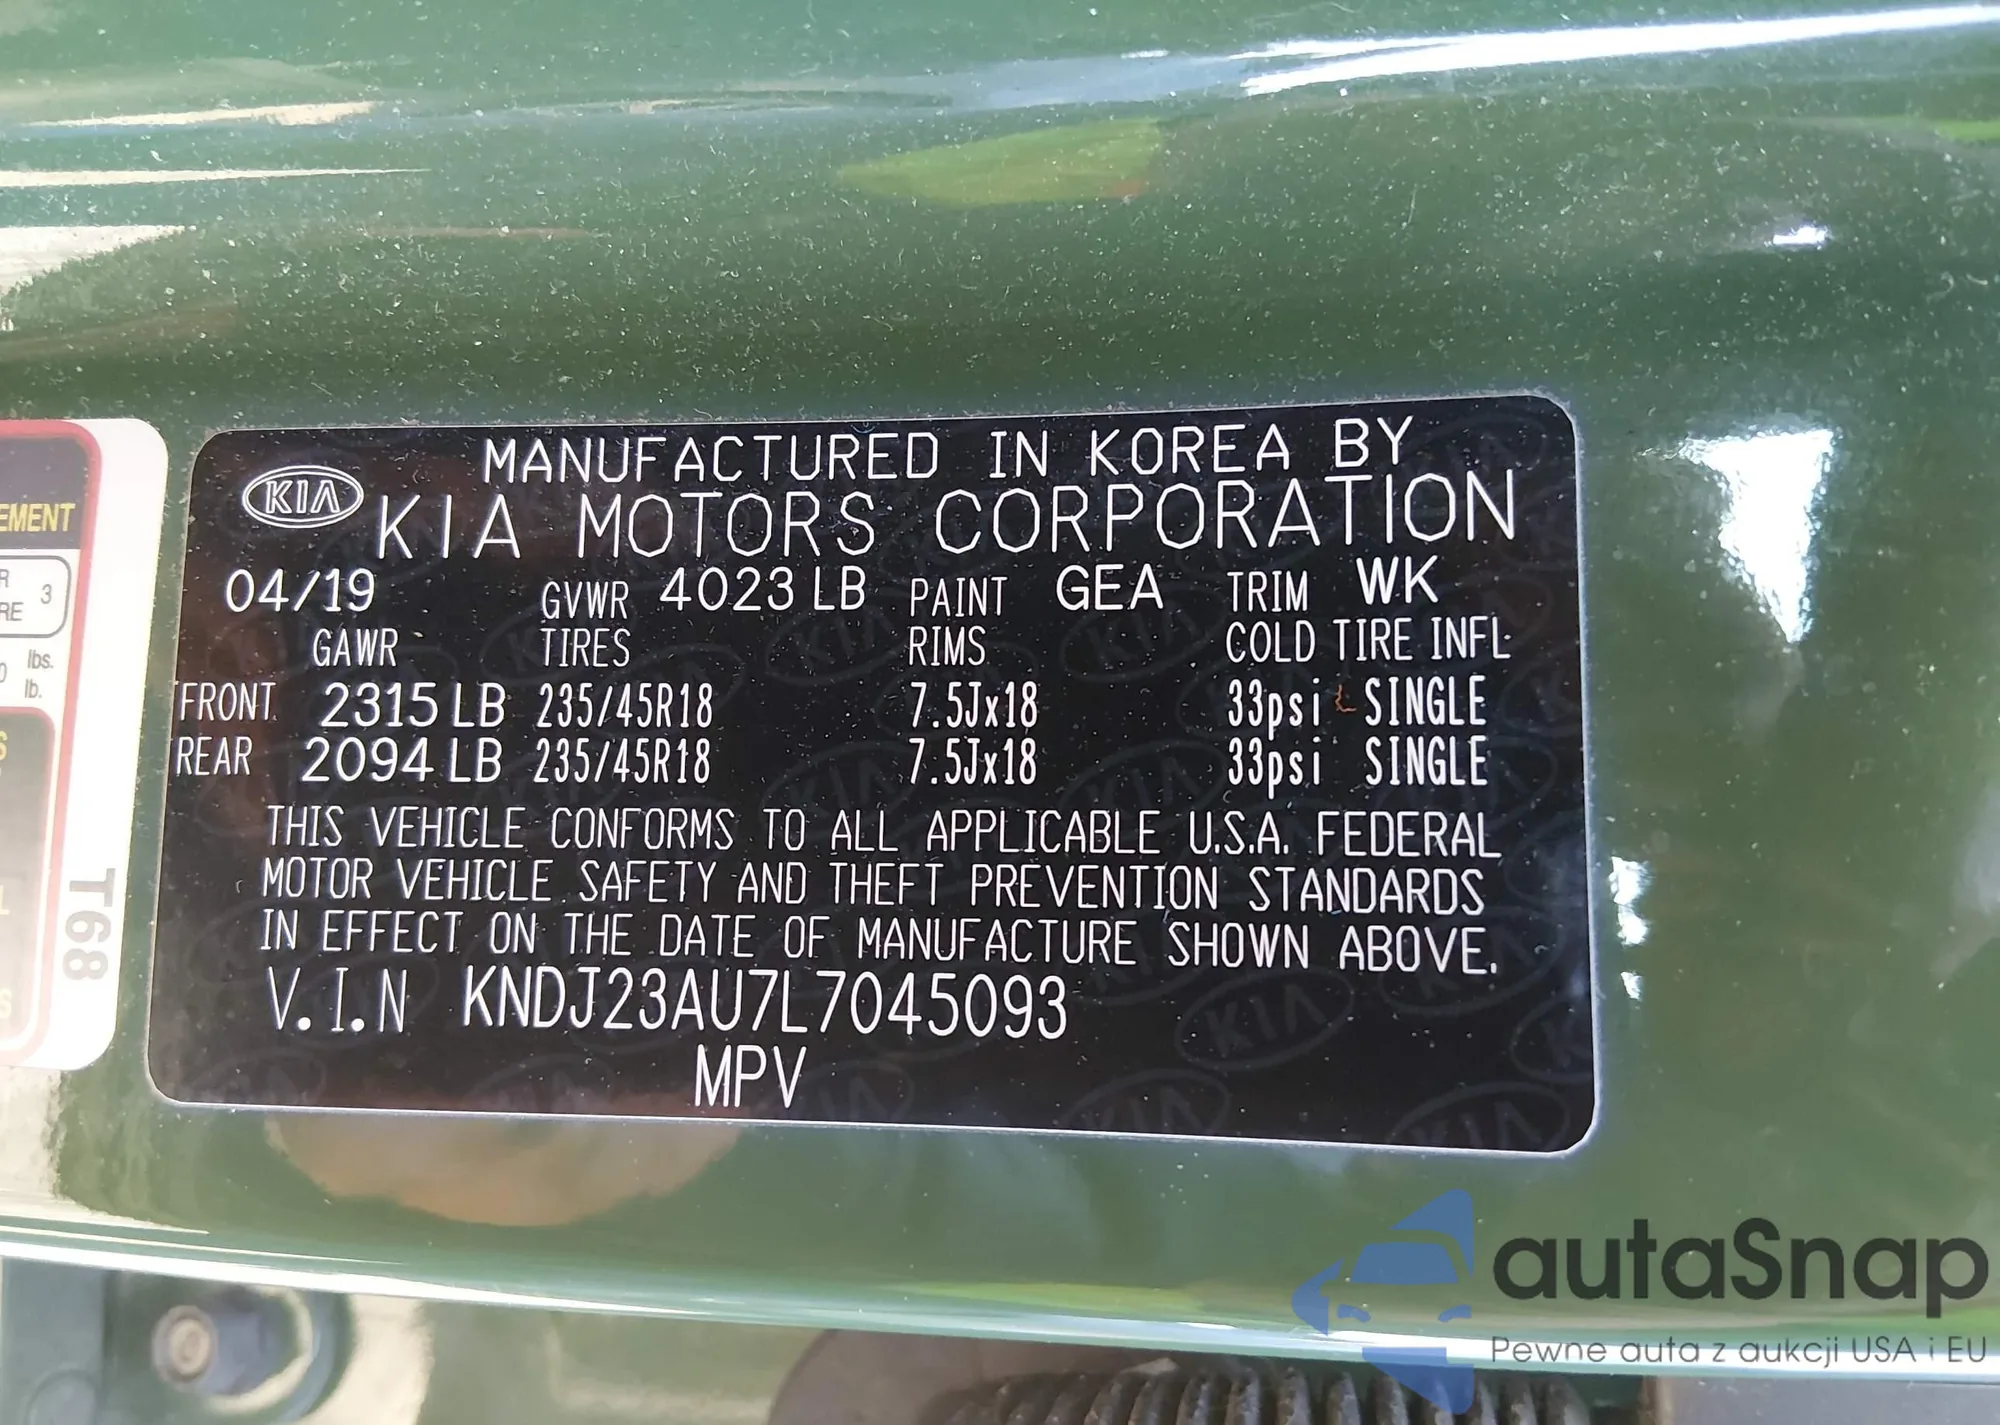 EMENT
R 3
RE
0 lbs.
lb.
S
L
S
T68
KIA
MANUFACTURED IN KOREA BY
KIA MOTORS CORPORATION
04/19 GVWR 4023 LB PAINT GEA TRIM WK
GAWR TIRES RIMS COLD TIRE INFL·
FRONT 2315 LB 235/45R18 7.5Jx18 33psi SINGLE
REAR 2094 LB 235/45R18 7.5Jx18 33psi SINGLE
THIS VEHICLE CONFORMS TO ALL APPLICABLE U.S.A. FEDERAL
MOTOR VEHICLE SAFETY AND THEFT PREVENTION STANDARDS
IN EFFECT ON THE DATE OF MANUFACTURE SHOWN ABOVE.
V.I.N KNDJ23AU7L7045093
MPV
autaSnap
Pewne auta z aukcji USA i EU